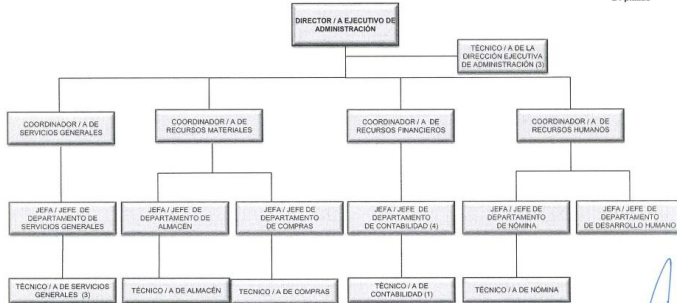 DIRECTOR / A EJECUTIVO DE
ADMINISTRACIÓN
TÉCNICO / A DE LA
DIRECCIÓN EJECUTIVA
DE ADMINISTRACIÓN (3)
COORDINADOR / A DE
SERVICIOS GENERALES
COORDINADOR / A DE
RECURSOS MATERIALES
COORDINADOR / A DE
RECURSOS FINANCIEROS
COORDINADOR / A DE
RECURSOS HUMANOS
JEFA / JEFE DE
DEPARTAMENTO DE
SERVICIOS GENERALES
JEFA / JEFE DE
DEPARTAMENTO DE
ALMACÉN
JEFA / JEFE DE
DEPARTAMENTO
DE COMPRAS
JEFA / JEFE DE
DEPARTAMENTO
DE CONTABILIDAD (4)
JEFA / JEFE DE
DEPARTAMENTO
DE NÓMINA
JEFA / JEFE DE
DEPARTAMENTO
DE DESARROLLO HUMANO
TÉCNICO / A DE SERVICIOS
GENERALES (3)
TÉCNICO / A DE ALMACÉN
TÉCNICO / A DE COMPRAS
TÉCNICO / A DE
CONTABILIDAD (1)
TÉCNICO / A DE NÓMINA